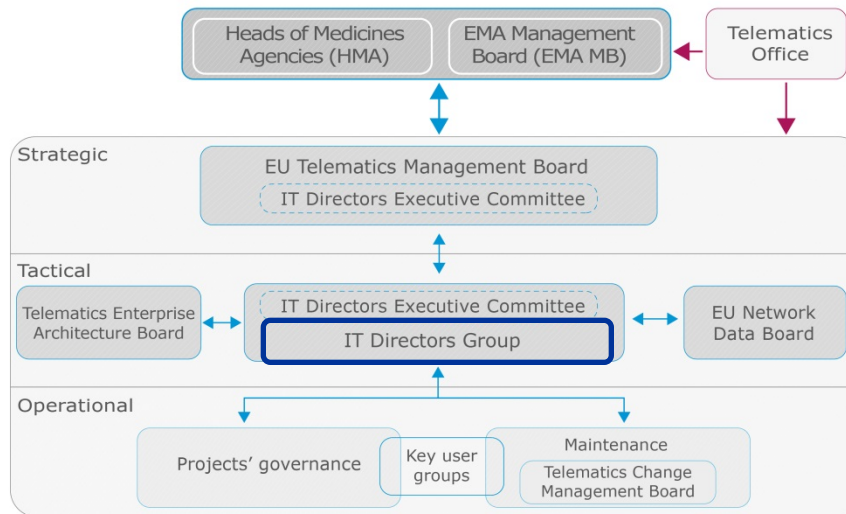 Heads of Medicines
Agencies (HMA)
EMA Management
Board (EMA MB)
Telematics
Office
Strategic
EU Telematics Management Board
IT Directors Executive Committee
Tactical
Telematics Enterprise
Architecture Board
IT Directors Executive Committee
IT Directors Group
EU Network
Data Board
Operational
Projects’ governance
Key user
groups
Maintenance
Telematics Change
Management Board